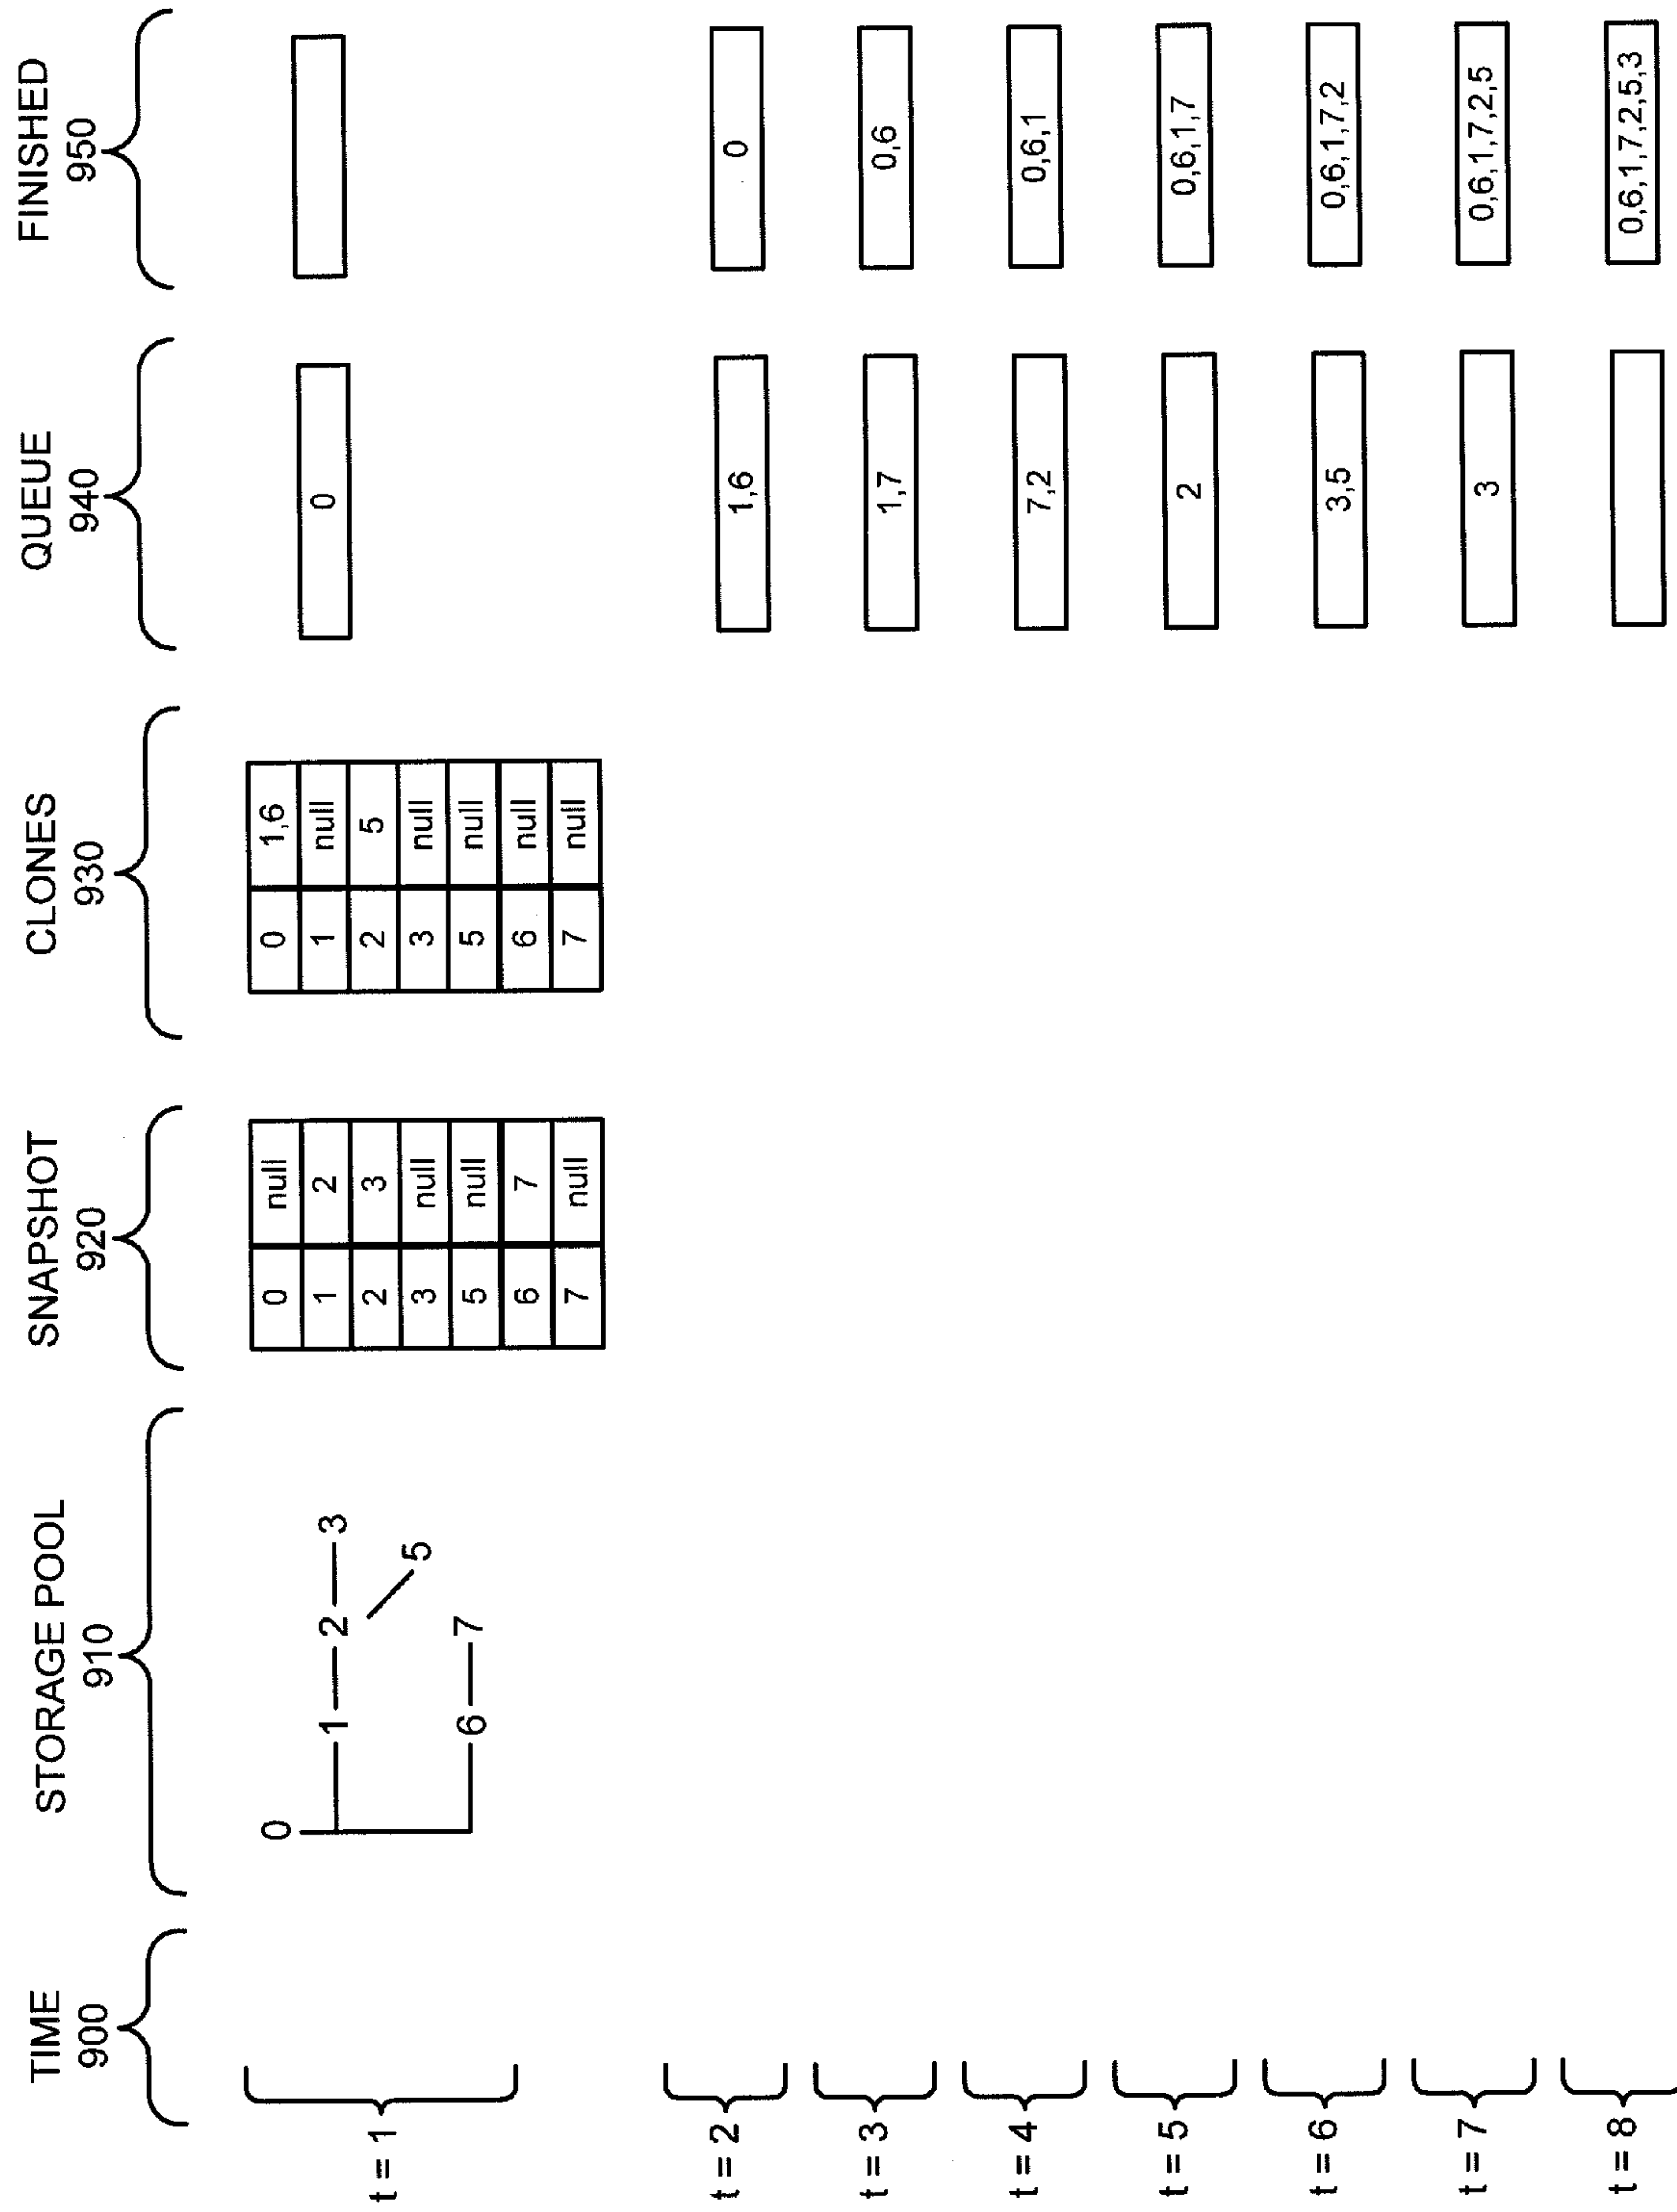 TIME STORAGE POOL SNAPSHOT CLONES QUEUE FINISHED
900 910 920 930 940 950
t = 1
0
1 2 3
5
6 7
0 null
1 2
2 3
3 null
5 null
6 7
7 null
0 1,6
1 null
2 5
3 null
5 null
6 null
7 null
0
t = 2 1,6 0
t = 3 1,7 0,6
t = 4 7,2 0,6,1
t = 5 2 0,6,1,7
t = 6 3,5 0,6,1,7,2
t = 7 3 0,6,1,7,2,5
t = 8 0,6,1,7,2,5,3